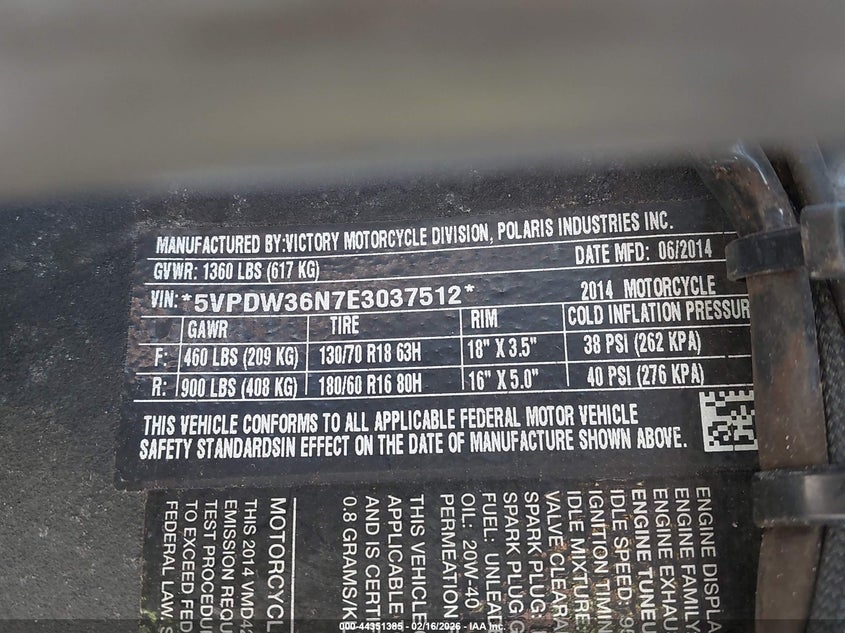 MANUFACTURED BY:VICTORY MOTORCYCLE DIVISION, POLARIS INDUSTRIES INC.
GVWR: 1360 LBS (617 KG) DATE MFD: 06/2014
VIN: *5VPDW36N7E3037512* 2014 MOTORCYCLE
GAWR TIRE RIM COLD INFLATION PRESSUR
F: 460 LBS (209 KG) 130/70 R18 63H 18" X 3.5" 38 PSI (262 KPA)
R: 900 LBS (408 KG) 180/60 R16 80H 16" X 5.0" 40 PSI (276 KPA)
THIS VEHICLE CONFORMS TO ALL APPLICABLE FEDERAL MOTOR VEHICLE
SAFETY STANDARDSIN EFFECT ON THE DATE OF MANUFACTURE SHOWN ABOVE.
ENGINE DISPL
ENGINE FAMILY
ENGINE EXHAU
ENGINE TUNEU
IDLE SPEED: 9
IGNITION TIMIN
IDLE MIXTURE
VALVE CLEARA
SPARK PLUG
SPARK PLUG G
FUEL: UNLEAT
OIL: 20W-40
PERMEATION
THIS VEHICLE
APPLICABLE
AND IS CERTI
0.8 GRAMS/K
MOTORCYCL
THIS 2014 VMD42
EMISSION REQU
TEST PROCEDU
TO EXCEED FED
FEDERAL LAW. S
000-44351385 - 02/16/2026 - IAA Inc.